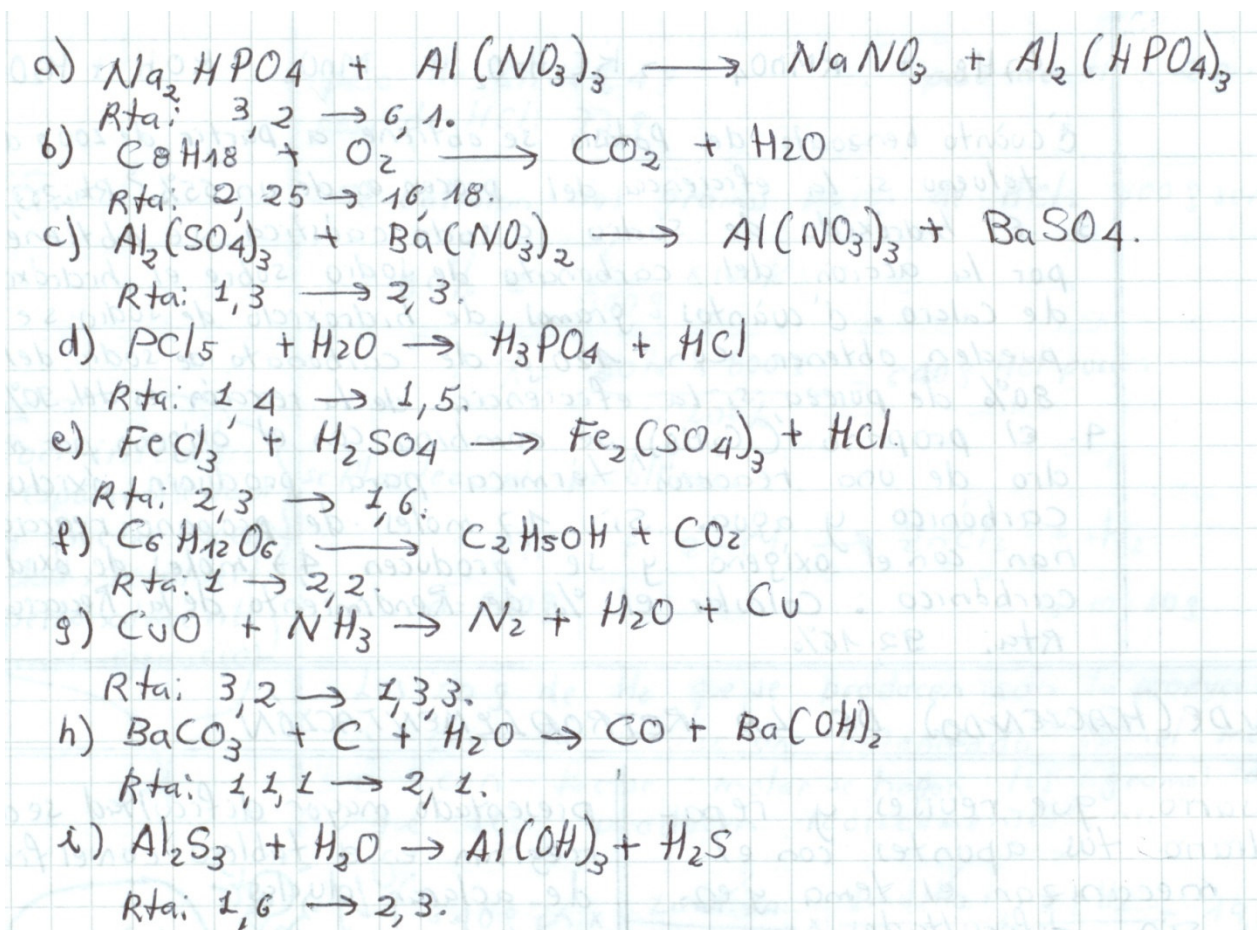 a) Na₂HPO4 + Al(NO₃)₃ → NaNO₃ + Al₂(HPO₄)₃
Rta: 3,2 → 6,1.
b) C8H18 + O₂ → CO₂ + H2O
Rta: 2,25 → 16,18.
c) Al₂(SO4)₃ + Ba(NO₃)₂ → Al(NO₃)₃ + BaSO4.
Rta: 1,3 → 2,3.
d) PCl5 + H2O → H₃PO₄ + HCl
Rta: 1,4 → 1,5.
e) FeCl₃ + H₂SO4 → Fe₂(SO4)₃ + HCl
Rta: 2,3 → 1,6.
f) C6H12O6 → C2H5OH + CO₂
Rta: 1 → 2,2
g) CuO + NH₃ → N₂ + H₂O + Cu
Rta: 3,2 → 1,3,3.
h) BaCO₃ + C + H₂O → CO + Ba(OH)₂
Rta: 1,1,1 → 2,1.
i) Al₂S₃ + H₂O → Al(OH)₃ + H₂S
Rta: 1,6 → 2,3.